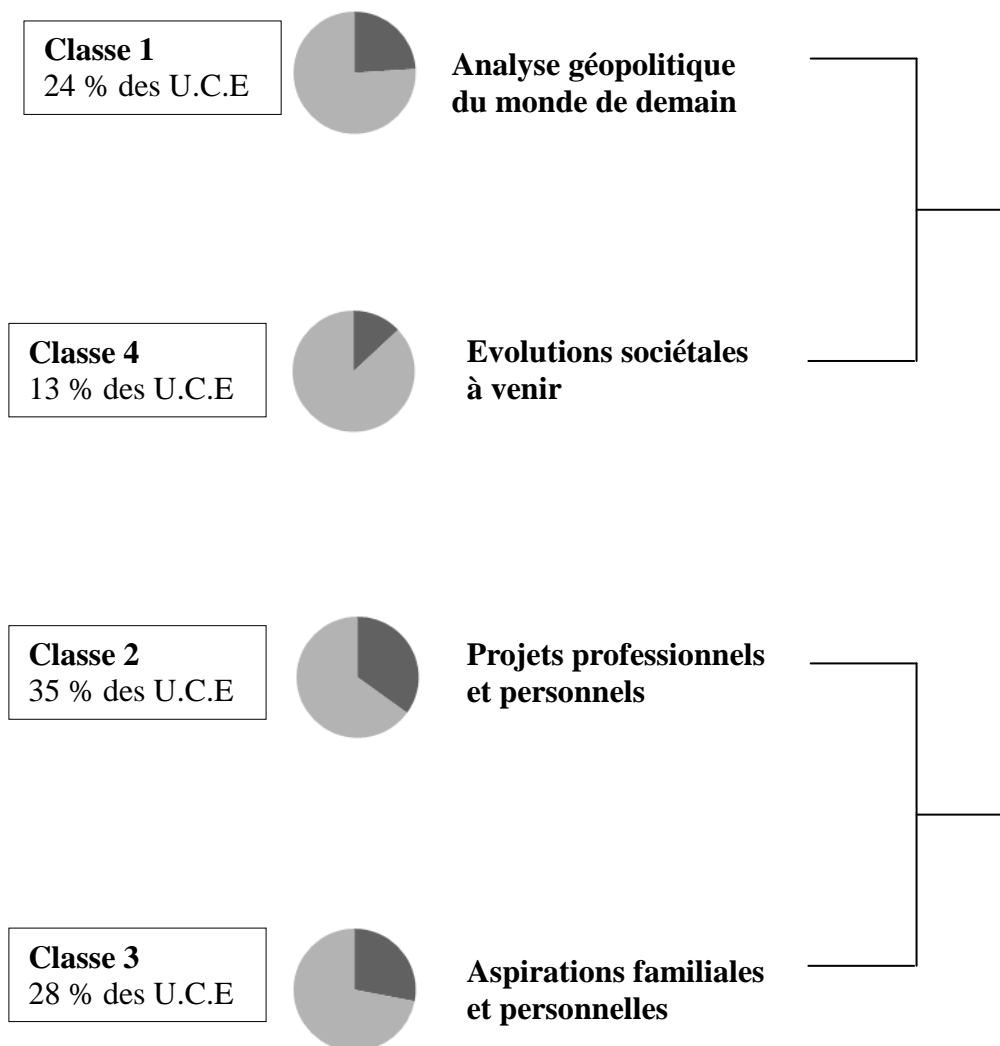 Classe 1
24 % des U.C.E
Analyse géopolitique
du monde de demain
Classe 4
13 % des U.C.E
Evolutions sociétales
à venir
Classe 2
35 % des U.C.E
Projets professionnels
et personnels
Classe 3
28 % des U.C.E
Aspirations familiales
et personnelles